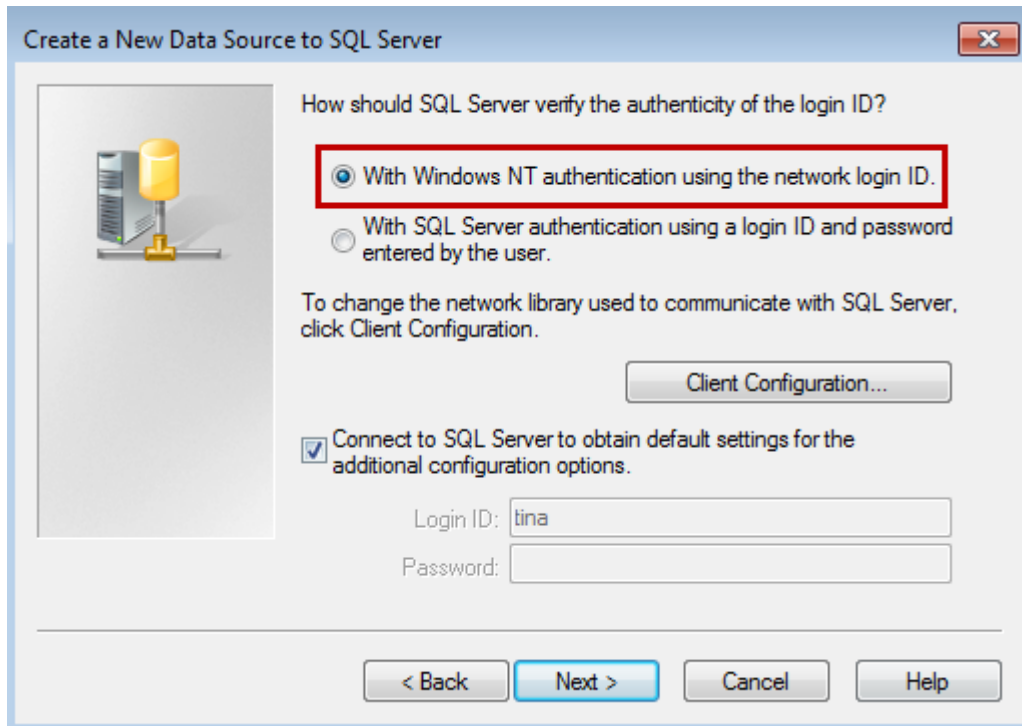 Create a New Data Source to SQL Server
How should SQL Server verify the authenticity of the login ID?
With Windows NT authentication using the network login ID.
With SQL Server authentication using a login ID and password
entered by the user.
To change the network library used to communicate with SQL Server,
click Client Configuration.
Client Configuration...
Connect to SQL Server to obtain default settings for the
additional configuration options.
Login ID: tina
Password:
< Back Next > Cancel Help